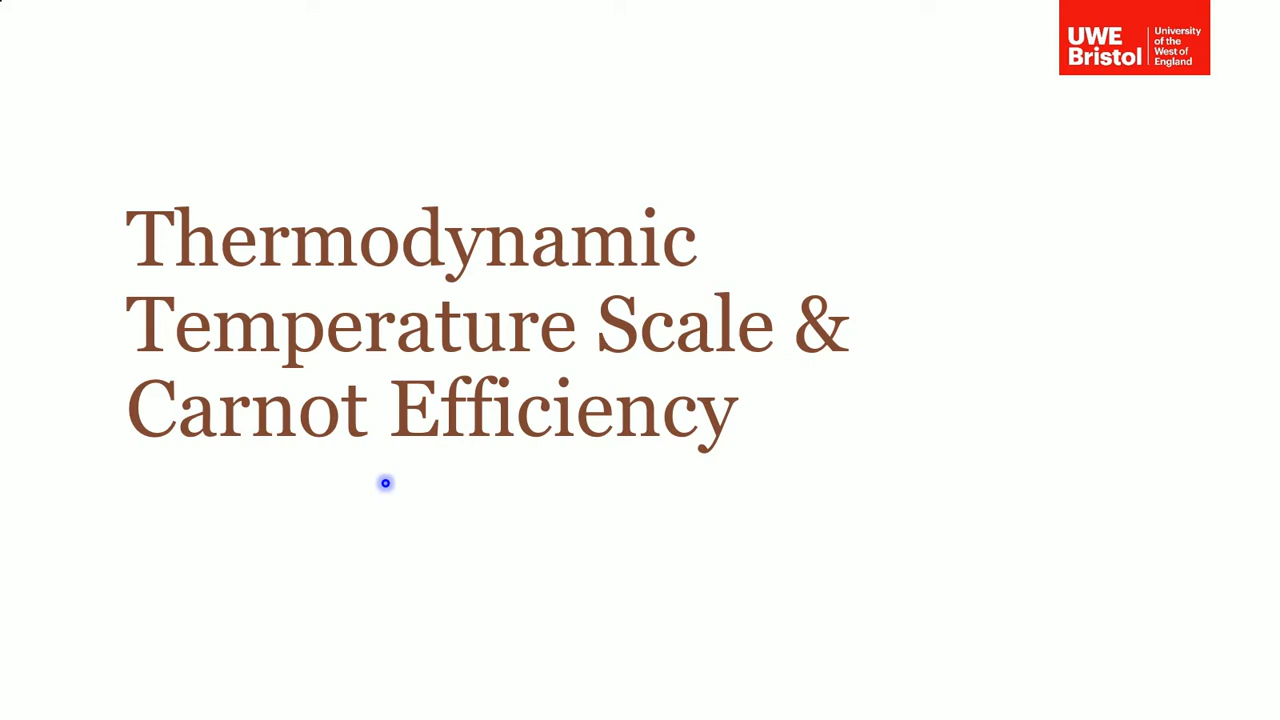 UWE
Bristol
University
of the
West of
England
Thermodynamic
Temperature Scale &
Carnot Efficiency